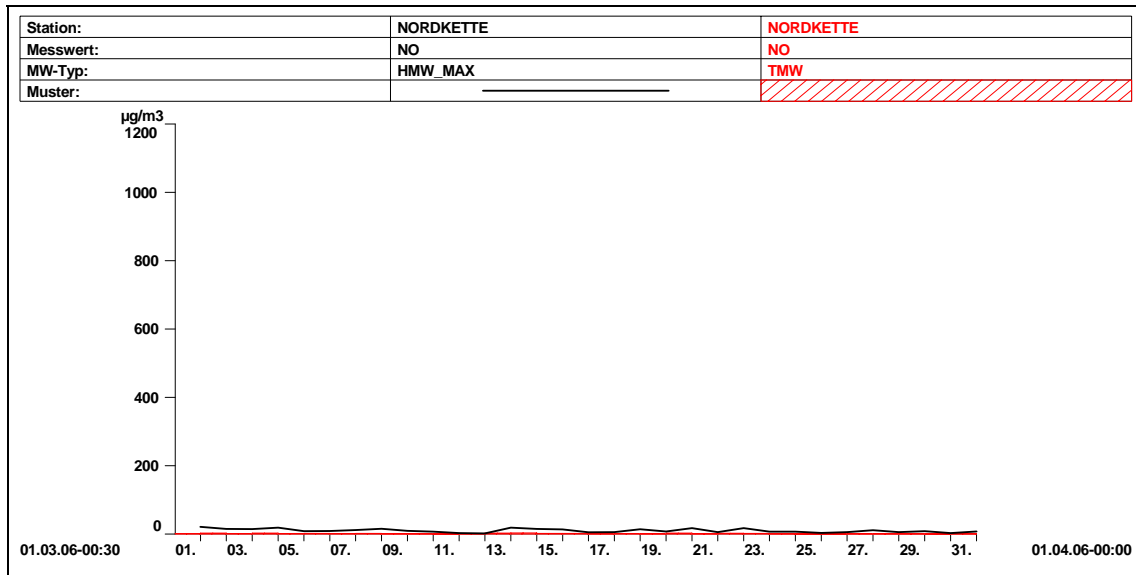 Station: NORDKETTE NORDKETTE
Messwert: NO NO
MW-Typ: HMW_MAX TMW
Muster:
µg/m3
1200
1000
800
600
400
200
0
01.03.06-00:30 01. 03. 05. 07. 09. 11. 13. 15. 17. 19. 21. 23. 25. 27. 29. 31. 01.04.06-00:00